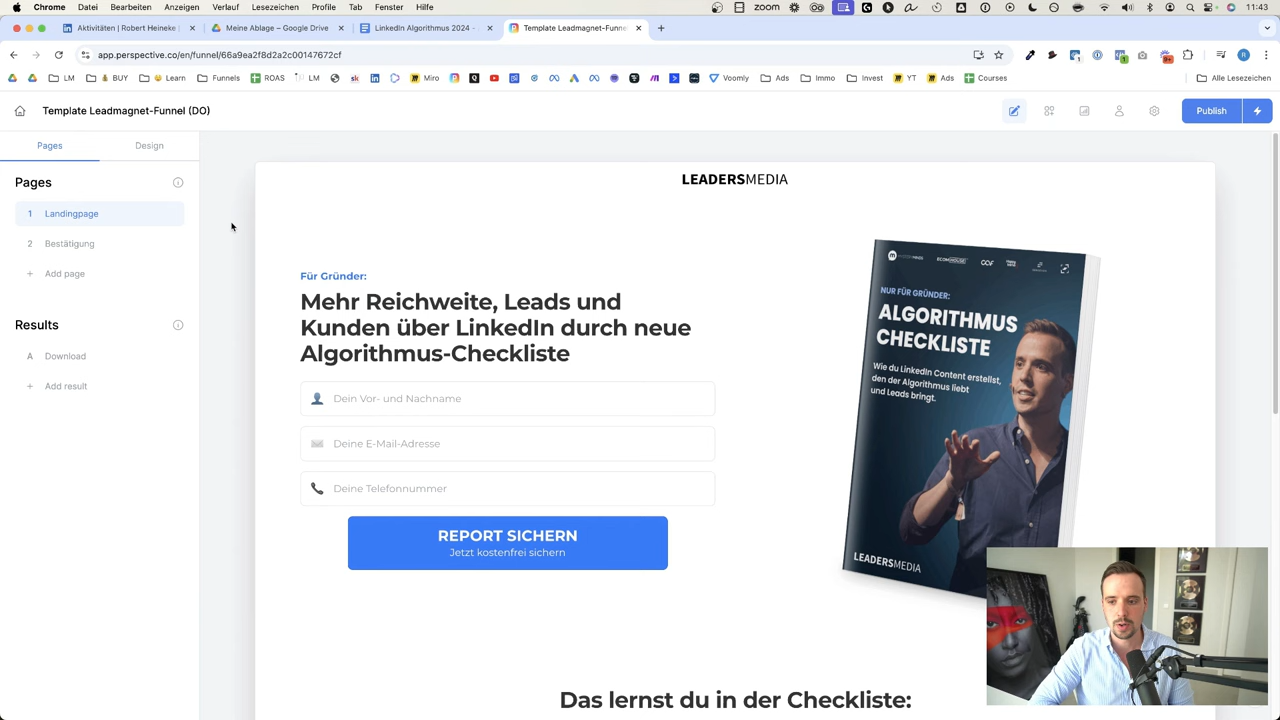 Chrome Datei Bearbeiten Anzeigen Verlauf Lesezeichen Profile Tab Fenster Hilfe
zoom
11:43
Aktivitäten | Robert Heineke
Meine Ablage – Google Drive
LinkedIn Algorithmus 2024 -
Template Leadmagnet-Funnel
app.perspective.co/en/funnel/66a9ea2f8d2a2c00147672cf
LM BUY Learn Funnels ROAS LM Miro Voomly Ads Immo Invest YT Ads Courses Alle Lesezeichen
Template Leadmagnet-Funnel (DO)
Publish
Pages Design
Pages
1 Landingpage
2 Bestätigung
+ Add page
Results
A Download
+ Add result
LEADERSMEDIA
Für Gründer:
Mehr Reichweite, Leads und
Kunden über LinkedIn durch neue
Algorithmus-Checkliste
Dein Vor- und Nachname
Deine E-Mail-Adresse
Deine Telefonnummer
REPORT SICHERN
Jetzt kostenfrei sichern
ECOMHOUSE
NUR FÜR GRÜNDER:
ALGORITHMUS
CHECKLISTE
Wie du LinkedIn Content erstellst,
den der Algorithmus liebt
und Leads bringt.
LEADERSMEDIA
Das lernst du in der Checkliste: